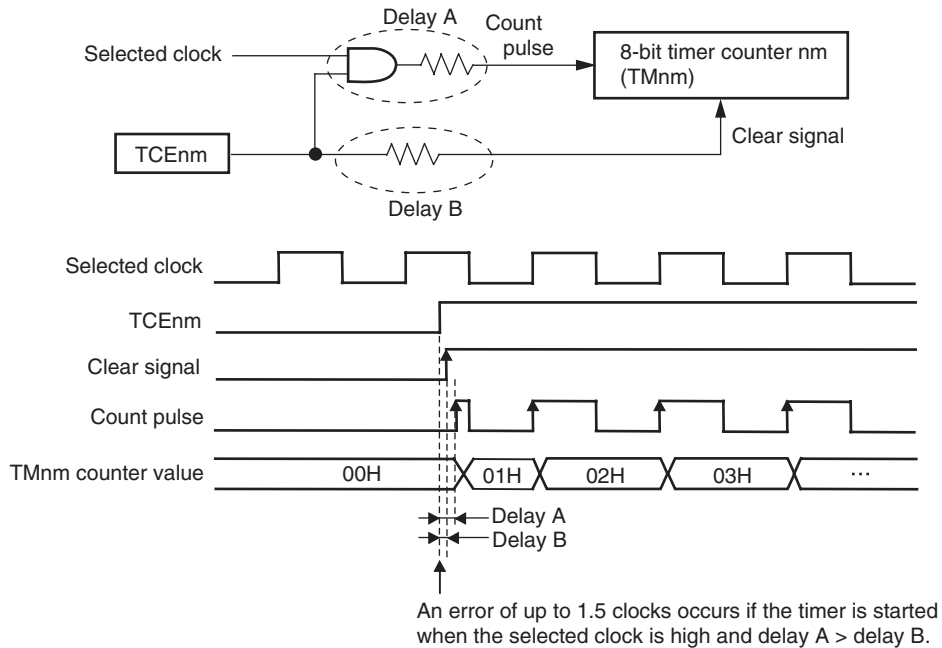 Delay A
Selected clock
Count
pulse
8-bit timer counter nm
(TMnm)
TCEnm
Clear signal
Delay B
Selected clock
TCEnm
Clear signal
Count pulse
TMnm counter value
00H
01H
02H
03H
...
Delay A
Delay B
An error of up to 1.5 clocks occurs if the timer is started
when the selected clock is high and delay A > delay B.